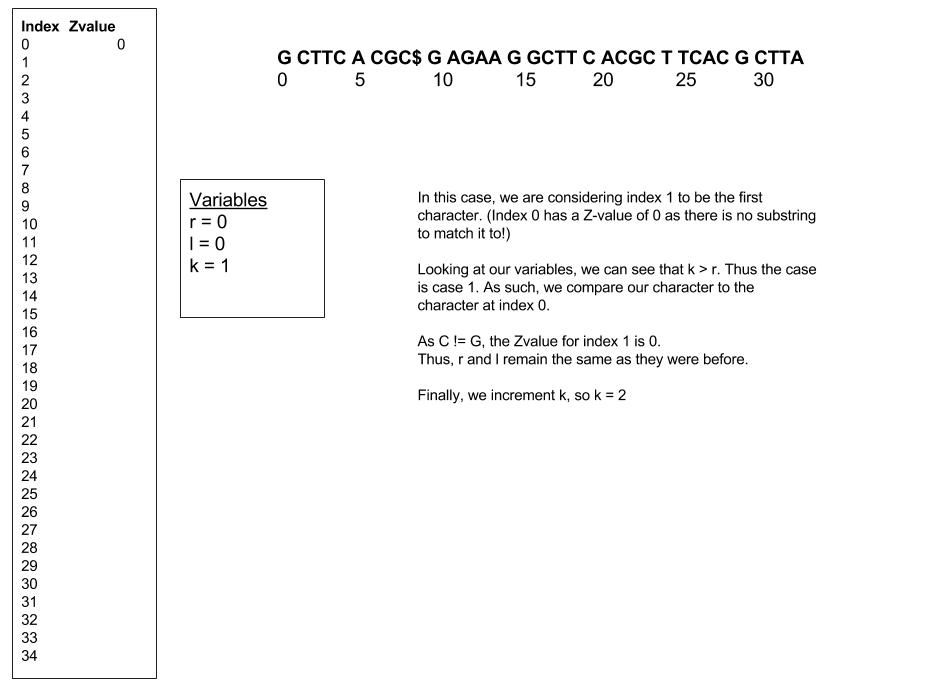 Index Zvalue
0 0
1
2
3
4
5
6
7
8
9
10
11
12
13
14
15
16
17
18
19
20
21
22
23
24
25
26
27
28
29
30
31
32
33
34
G CTTC A CGC$ G AGAA G GCTT C ACGC T TCAC G CTTA
0 5 10 15 20 25 30
Variables
r = 0
l = 0
k = 1
In this case, we are considering index 1 to be the first
character. (Index 0 has a Z-value of 0 as there is no substring
to match it to!)
Looking at our variables, we can see that k > r. Thus the case
is case 1. As such, we compare our character to the
character at index 0.
As C != G, the Zvalue for index 1 is 0.
Thus, r and l remain the same as they were before.
Finally, we increment k, so k = 2